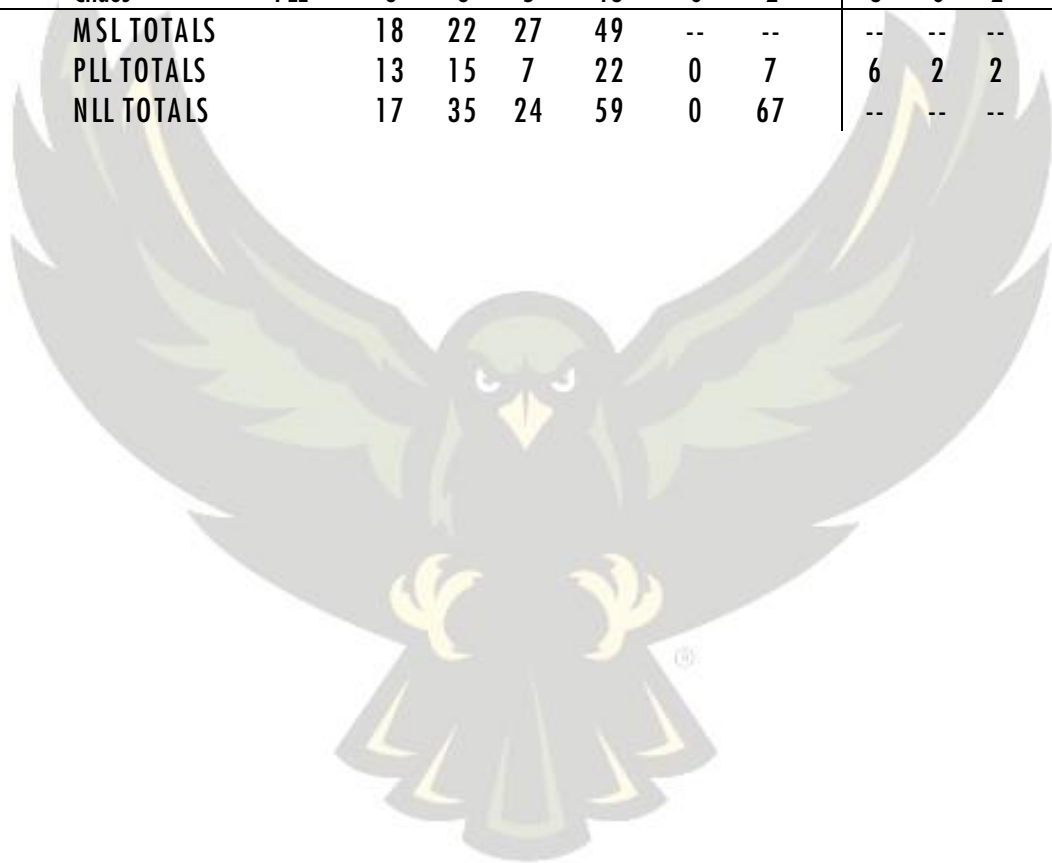 MSL TOTALS 18 22 27 49 -- -- -- -- --
PLL TOTALS 13 15 7 22 0 7 6 2 2
NLL TOTALS 17 35 24 59 0 67 -- -- --